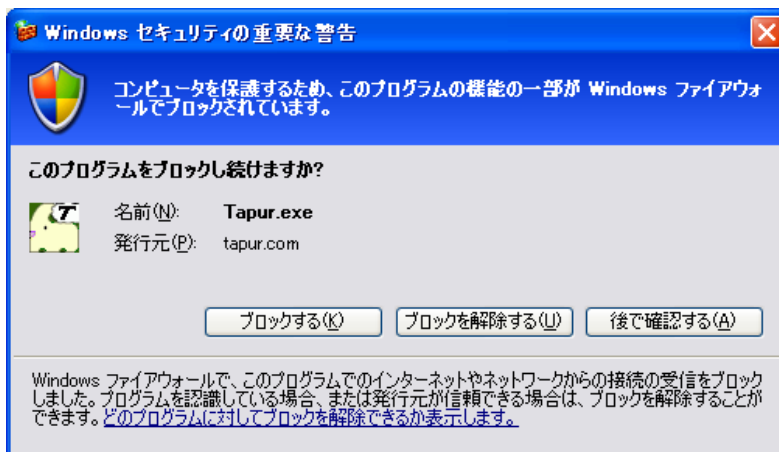 Windows セキュリティの重要な警告
コンピュータを保護するため、このプログラムの機能の一部が Windows ファイアウォ
ールでブロックされています。
このプログラムをブロックし続けますか?
名前(N): Tapur.exe
発行元(P): tapur.com
ブロックする(K) ブロックを解除する(U) 後で確認する(A)
Windows ファイアウォールで、このプログラムでのインターネットやネットワークからの接続の受信をブロック
しました。プログラムを認識している場合、または発行元が信頼できる場合は、ブロックを解除することが
できます。どのプログラムに対してブロックを解除できるか表示します。